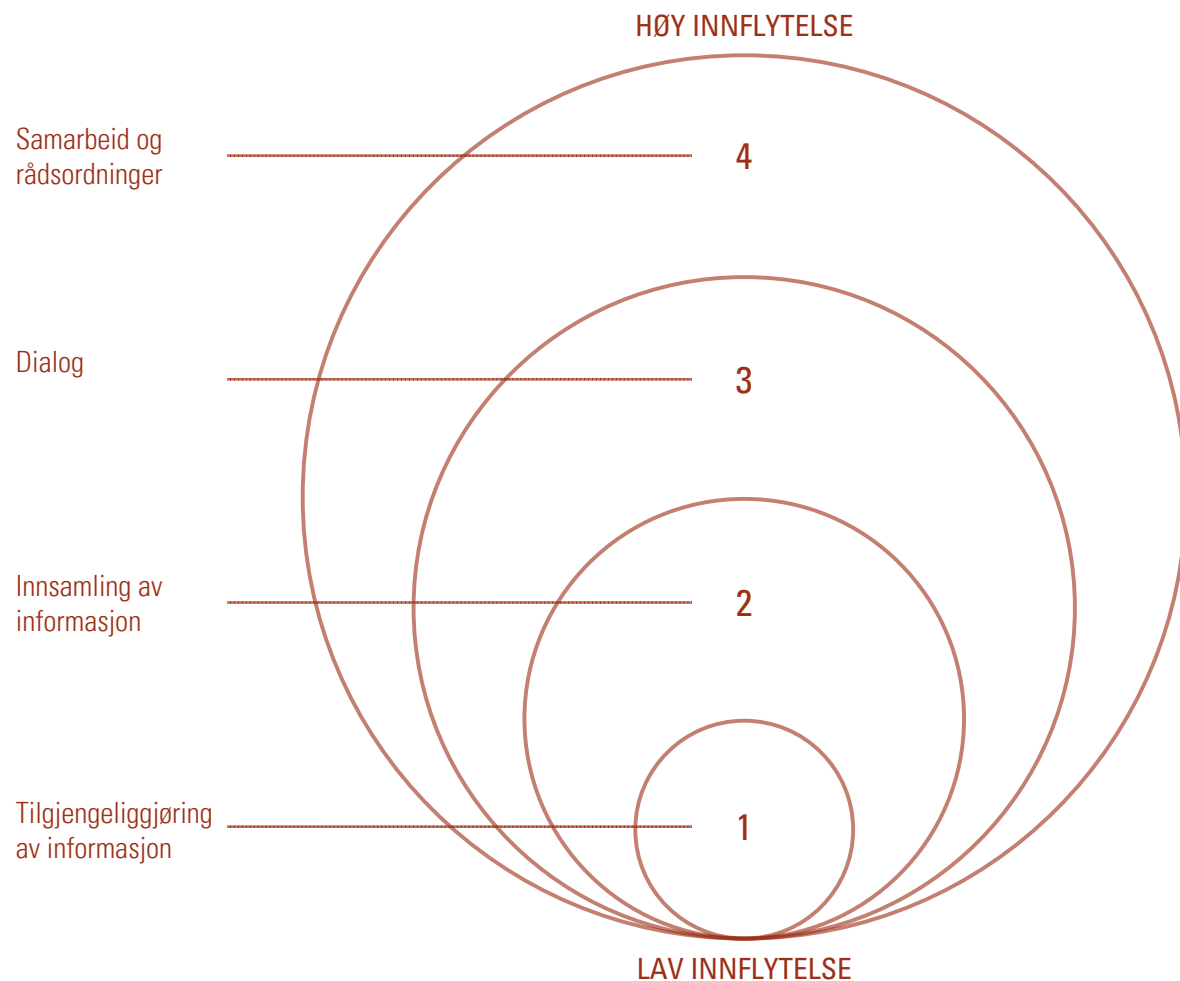 HØY INNFLYTELSE
Samarbeid og
rådsordninger
4
Dialog
3
Innsamling av
informasjon
2
Tilgjengeliggjøring
av informasjon
1
LAV INNFLYTELSE